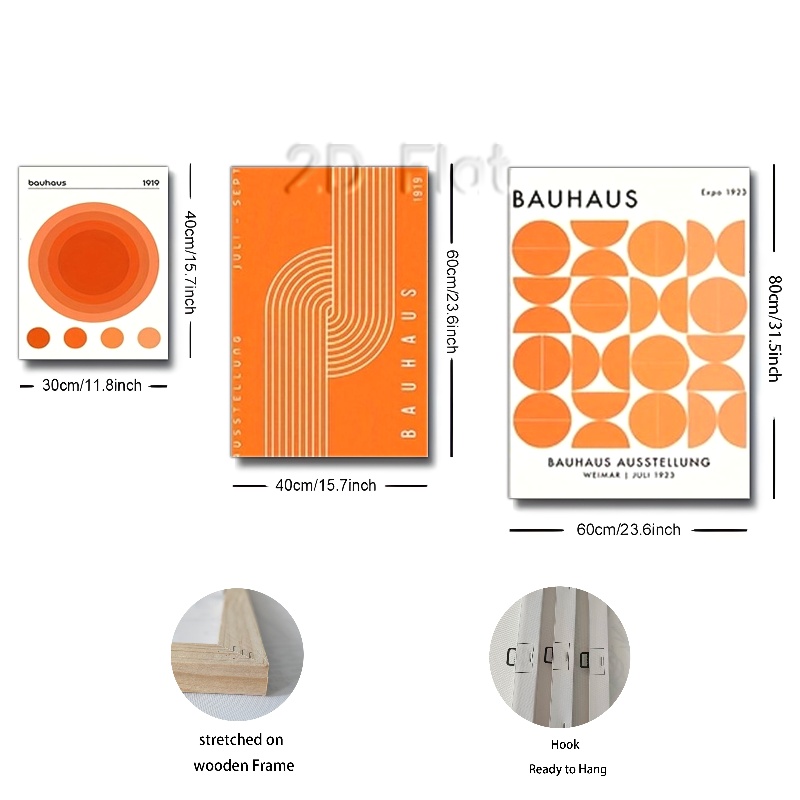 2D Flat
bauhaus 1919
40cm/15.7inch
30cm/11.8inch
JULI - SEPT
USSTELLUNG
1919
BAUHAUS
60cm/23.6inch
40cm/15.7inch
BAUHAUS Expo 1923
BAUHAUS AUSSTELLUNG
WEIMAR | JULI 1923
80cm/31.5inch
60cm/23.6inch
stretched on
wooden Frame
Hook
Ready to Hang